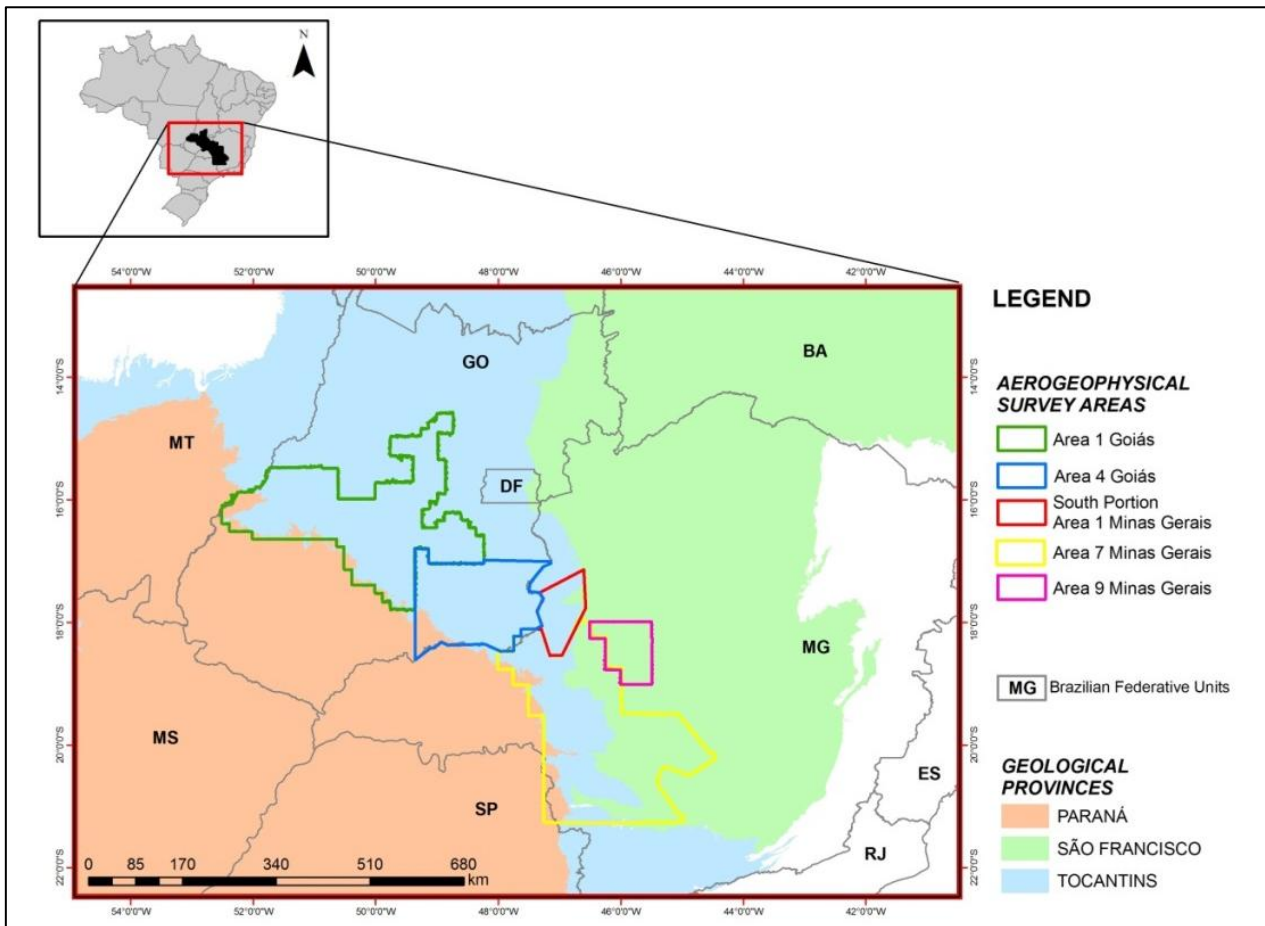 N
54°0'0"W 52°0'0"W 50°0'0"W 48°0'0"W 46°0'0"W 44°0'0"W 42°0'0"W
14°0'0"S
16°0'0"S
18°0'0"S
20°0'0"S
22°0'0"S
GO
BA
MT
DF
MG
MS
SP
ES
RJ
0 85 170 340 510 680
km
14°0'0"S
16°0'0"S
18°0'0"S
20°0'0"S
22°0'0"S
54°0'0"W 52°0'0"W 50°0'0"W 48°0'0"W 46°0'0"W 44°0'0"W 42°0'0"W
LEGEND
AEROGEOPHYSICAL
SURVEY AREAS
Area 1 Goiás
Area 4 Goiás
South Portion
Area 1 Minas Gerais
Area 7 Minas Gerais
Area 9 Minas Gerais
MG Brazilian Federative Units
GEOLOGICAL
PROVINCES
PARANÁ
SÃO FRANCISCO
TOCANTINS